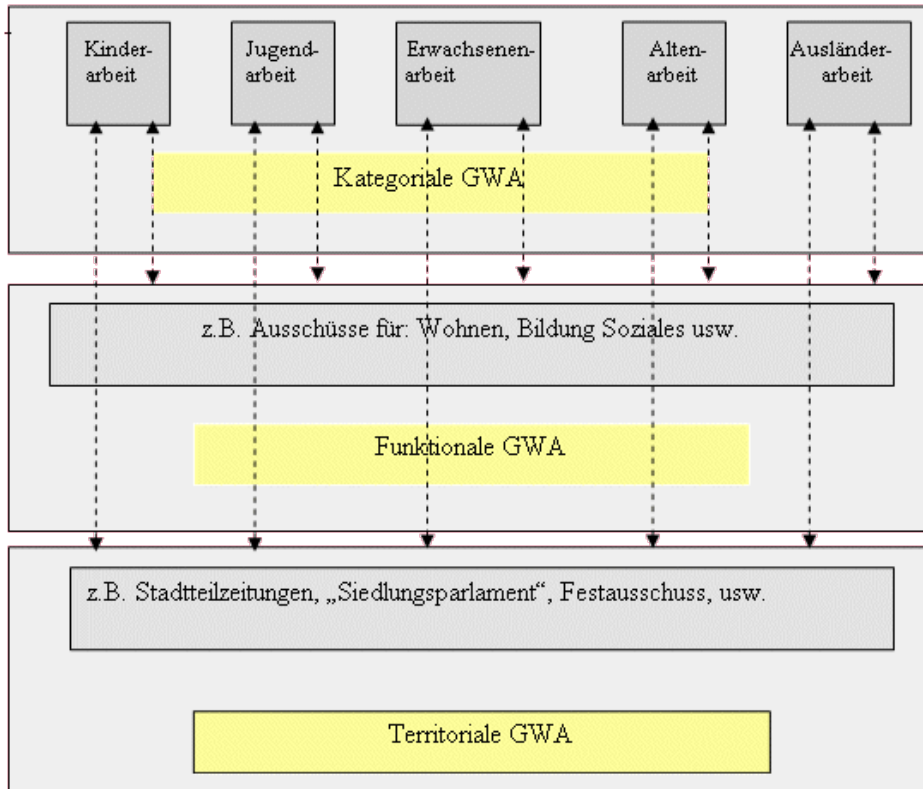 Kinder-
arbeit
Jugend-
arbeit
Erwachsenen-
arbeit
Alten-
arbeit
Ausländer-
arbeit
Kategoriale GWA
z.B. Ausschüsse für: Wohnen, Bildung Soziales usw.
Funktionale GWA
z.B. Stadtteilzeitungen, „Siedlungsparlament“, Festausschuss, usw.
Territoriale GWA